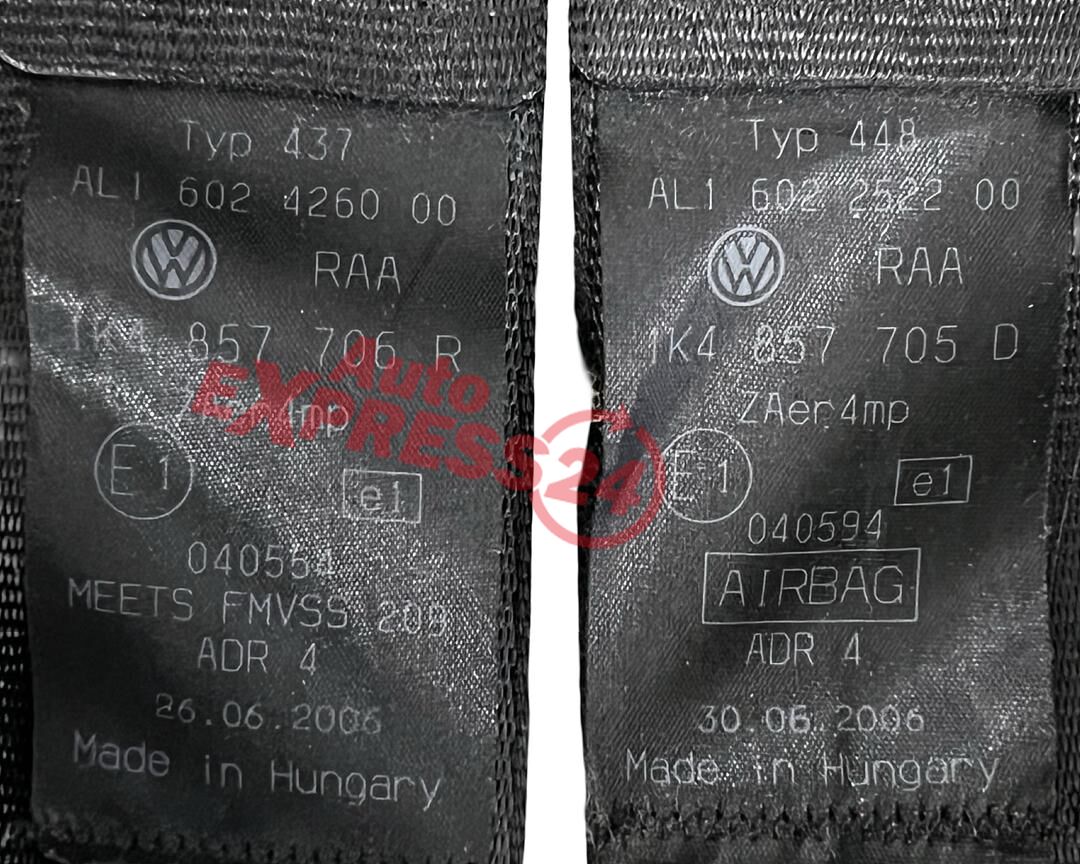 Typ 437
AL1 602 4260 00
RAA
1K4 857 706 R
ZAer4mp
E1
e1
040554
MEETS FMVSS 209
ADR 4
26.06.2006
Made in Hungary
Typ 448
AL1 602 2522 00
RAA
1K4 857 705 D
ZAer4mp
E1
e1
040594
AIRBAG
ADR 4
30.06.2006
Made in Hungary
Auto
EXPRESS24